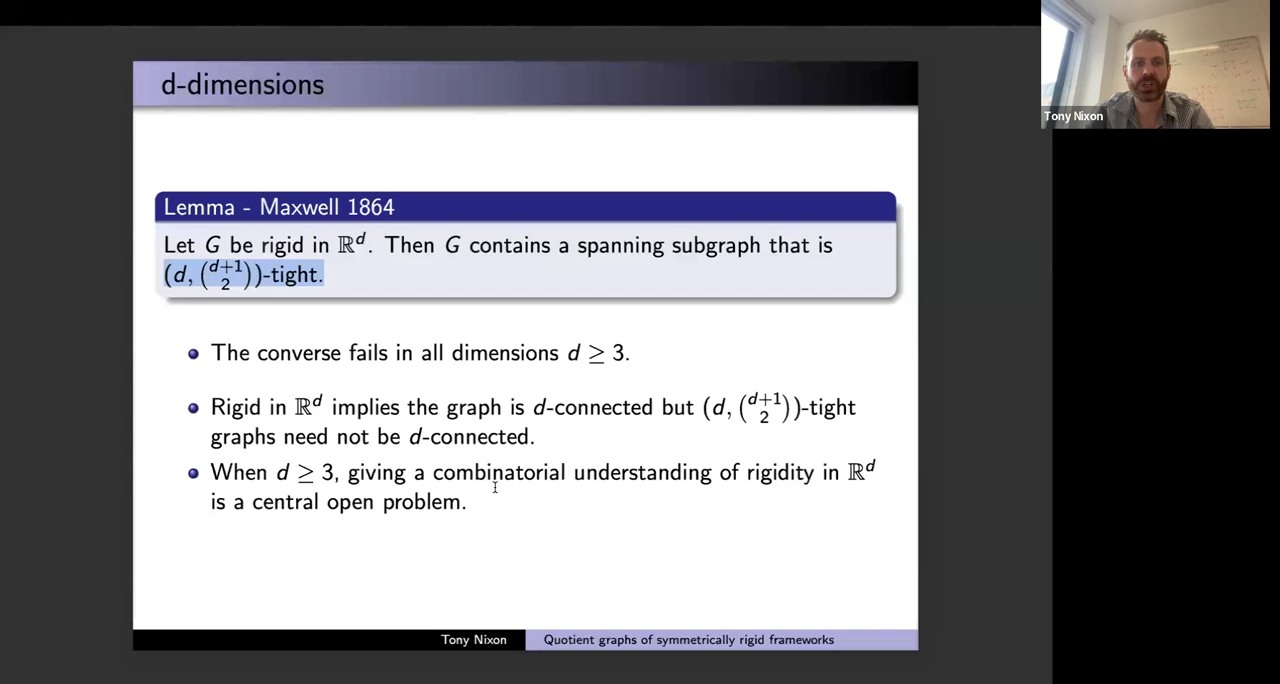 d-dimensions
Tony Nixon
Lemma - Maxwell 1864
Let G be rigid in ℝ^d. Then G contains a spanning subgraph that is
(d, \binom{d+1}{2})-tight.
The converse fails in all dimensions d ≥ 3.
Rigid in ℝ^d implies the graph is d-connected but (d, \binom{d+1}{2})-tight
graphs need not be d-connected.
When d ≥ 3, giving a combinatorial understanding of rigidity in ℝ^d
is a central open problem.
Tony Nixon
Quotient graphs of symmetrically rigid frameworks